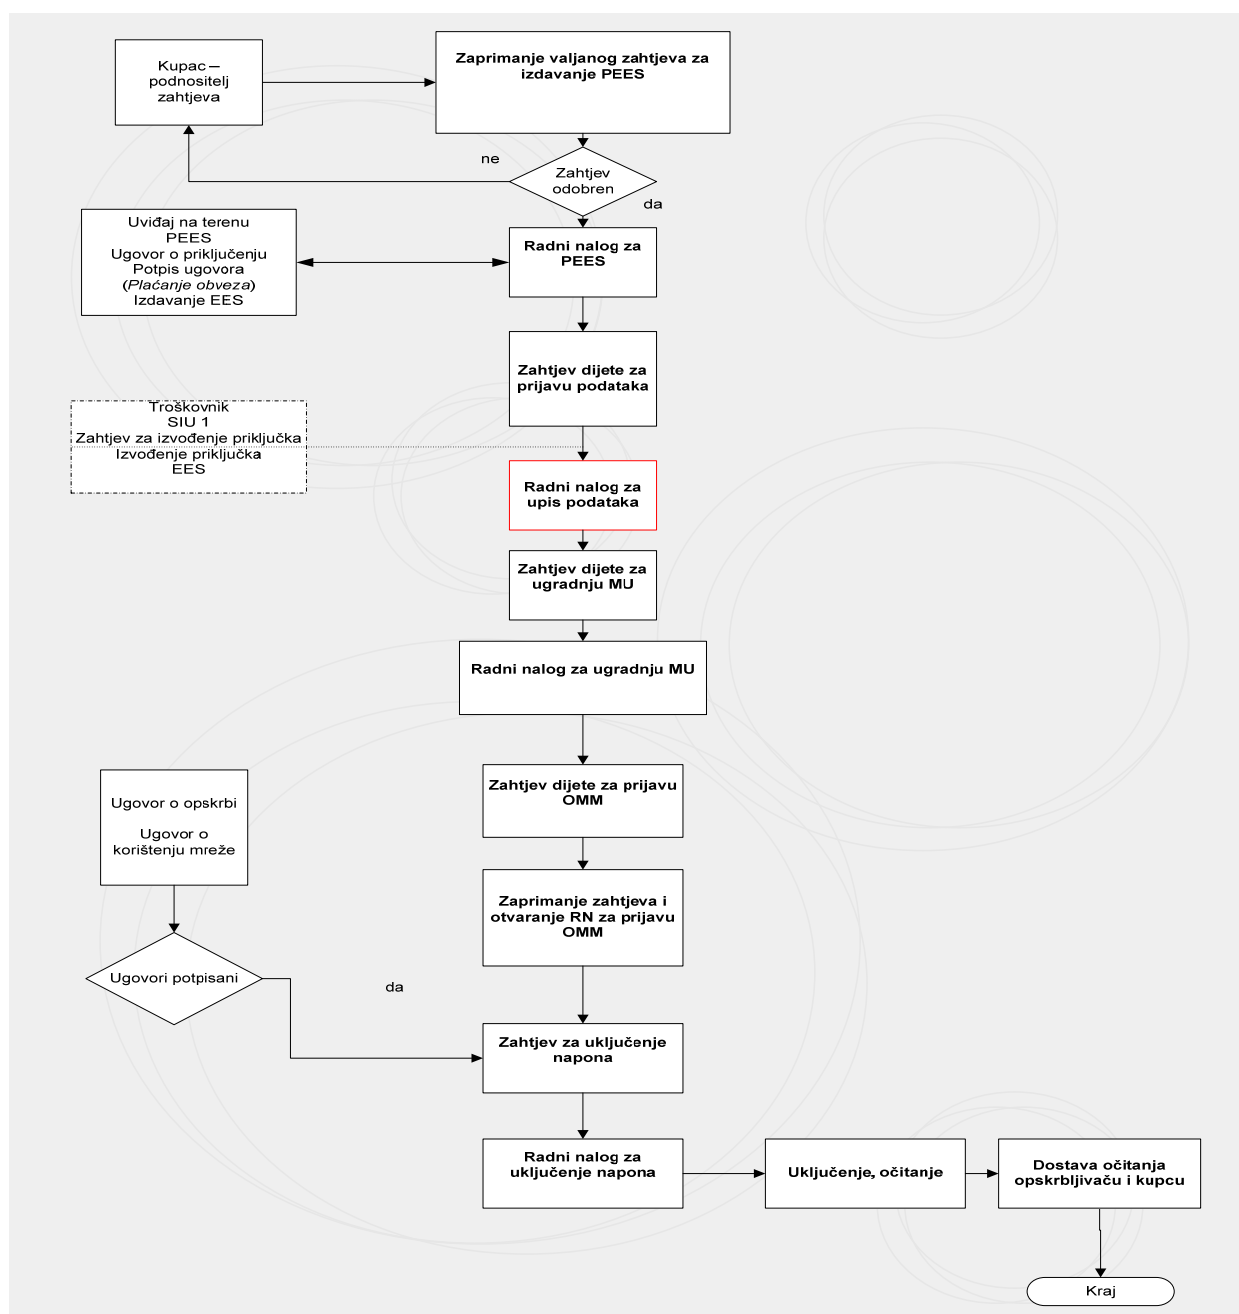 Kupac –
podnositelj
zahtjeva
Zaprimanje valjanog zahtjeva za
izdavanje PEES
ne
Zahtjev
odobren
da
Uviđaj na terenu
PEES
Ugovor o priključenju
Potpis ugovora
(Plaćanje obveza)
Izdavanje EES
Radni nalog za
PEES
Zahtjev dijete za
prijavu podataka
Troškovnik
SIU 1
Zahtjev za izvođenje priključka
Izvođenje priključka
EES
Radni nalog za
upis podataka
Zahtjev dijete za
ugradnju MU
Radni nalog za ugradnju MU
Zahtjev dijete za prijavu
OMM
Ugovor o opskrbi
Ugovor o
korištenju mreže
Zaprimanje zahtjeva i
otvaranje RN za prijavu
OMM
Ugovori potpisani
da
Zahtjev za uključenje
napona
Radni nalog za
uključenje napona
Uključenje, očitanje
Dostava očitanja
opskrbljivaču i kupcu
Kraj